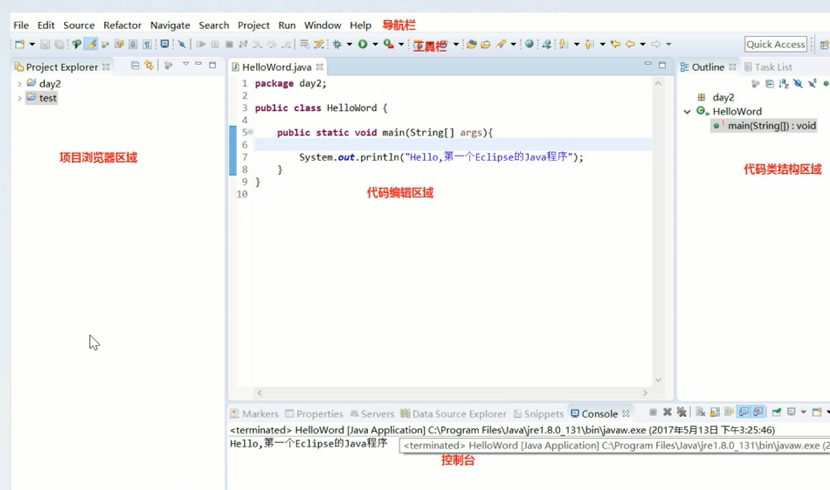 File Edit Source Refactor Navigate Search Project Run Window Help 导航栏
工具栏 Quick Access
Project Explorer
day2
test
项目浏览器区域
HelloWord.java
1 package day2;
2
3 public class HelloWord {
4
5 public static void main(String[] args){
6
7 System.out.println("Hello,第一个Eclipse的Java程序");
8 }
9 }
10
代码编辑区域
Outline Task List
day2
HelloWord
main(String[]) : void
代码类结构区域
Markers Properties Servers Data Source Explorer Snippets Console
<terminated> HelloWord [Java Application] C:\Program Files\Java\jre1.8.0_131\bin\javaw.exe (2017年5月13日 下午3:25:46)
Hello,第一个Eclipse的Java程序
<terminated> HelloWord [Java Application] C:\Program Files\Java\jre1.8.0_131\bin\javaw.exe (2
控制台